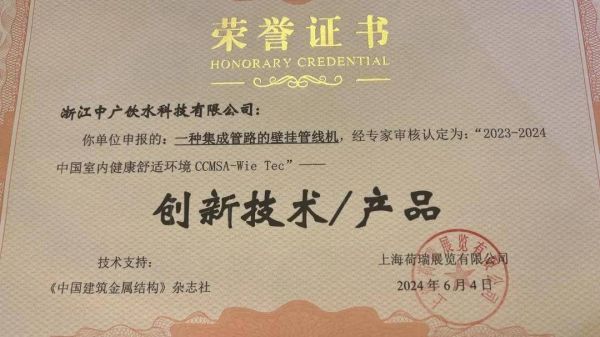 荣誉证书
HONORARY CREDENTIAL
浙江中广饮水科技有限公司：
你单位申报的：一种集成管路的壁挂管线机，经专家审核认定为：“2023-2024
中国室内健康舒适环境CCMSA-Wie Tec”——
创新技术/产品
技术支持：
《中国建筑金属结构》杂志社
上海荷瑞展览有限公司
2024年6月4日